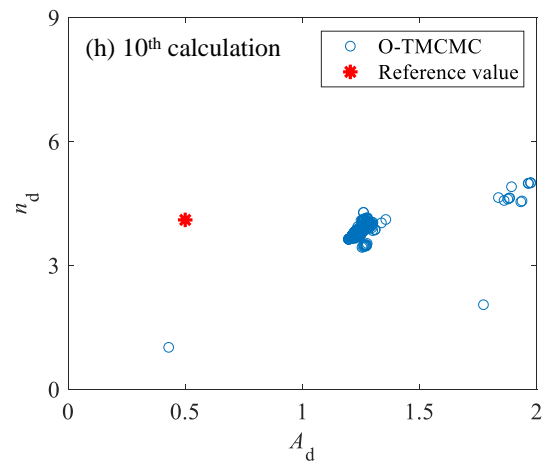 9
(h) 10th calculation
O-TMCMC
Reference value
6
nd
3
0
0 0.5 1 1.5 2
Ad